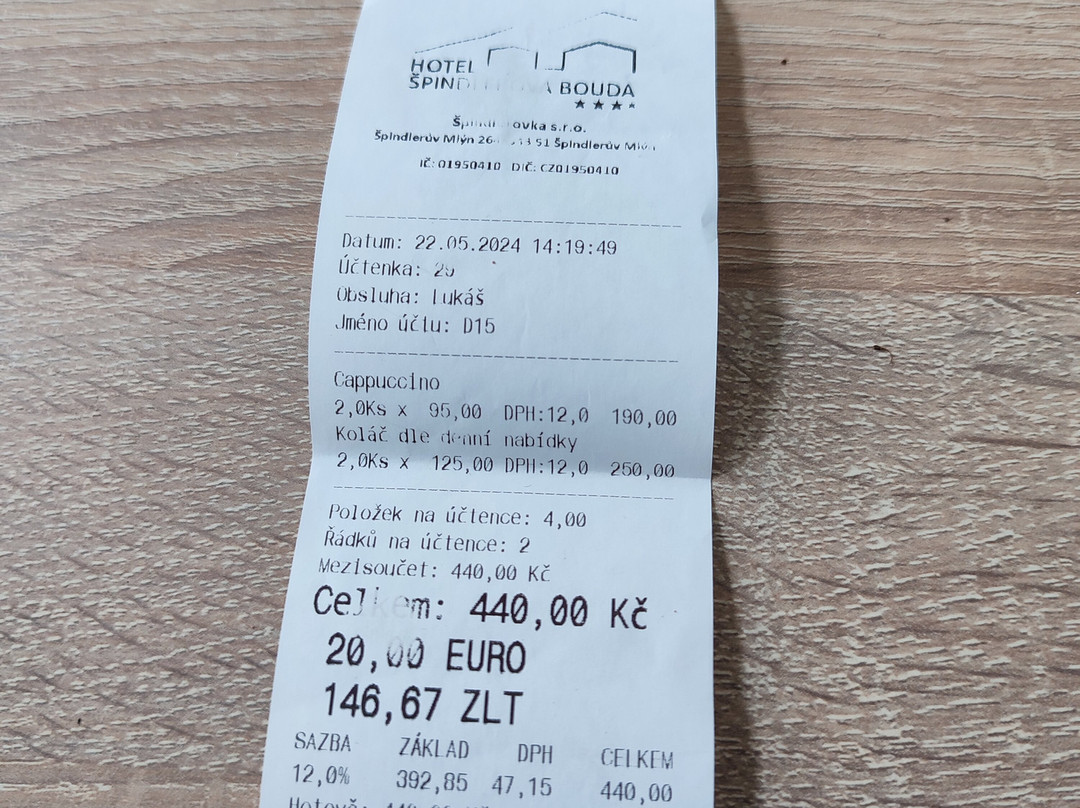 HOTEL
BOUDA
s.r.o.
Špindlerův Mlýn 51 Špindlerův
IČ: 01950410 DIČ: CZ01950410
Datum: 22.05.2024 14:19:49
Účtenka:
Obsluha: Lukáš
Jméno účtu: D15
Cappuccino
2,0Ks x 95,00 DPH:12,0 190,00
Koláč dle denní nabídky
2,0Ks x 125,00 DPH:12,0 250,00
Položek na účtence: 4,00
Řádků na účtence: 2
Mezisoučet: 440,00 Kč
Celkem: 440,00 Kč
20,00 EURO
146,67 ZLT
SAZBA ZÁKLAD DPH CELKEM
12,0% 392,85 47,15 440,00